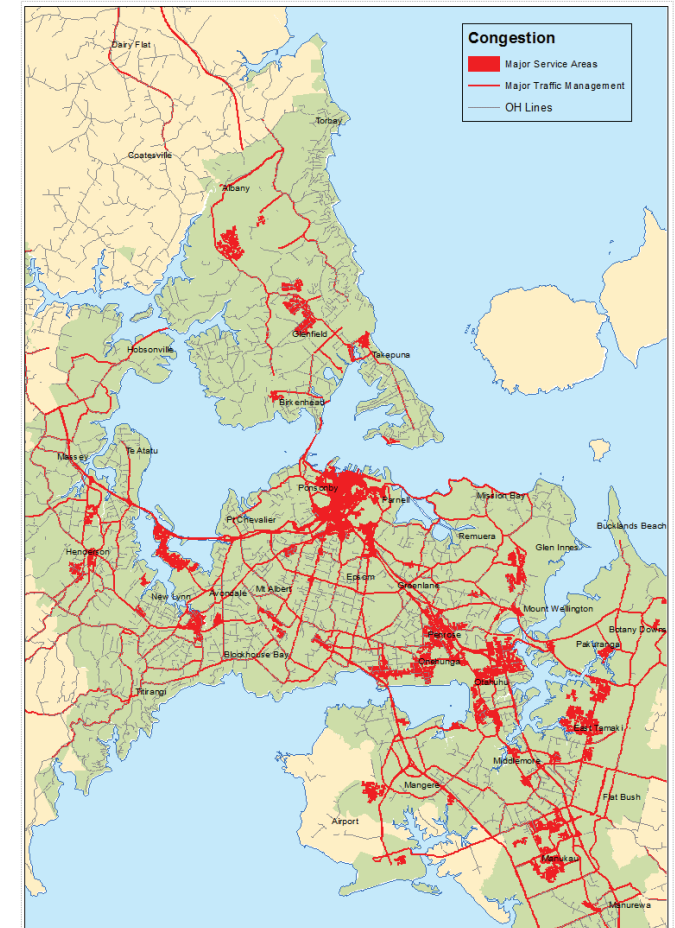 Congestion
Major Service Areas
Major Traffic Management
OH Lines
Dairy Flat
Torbay
Coatesville
Albany
Glenfield
Hobsonville
Takapuna
Birkenhead
Te Atatu
Massey
Ponsonby
Parnell
Mission Bay
Pt Chevalier
Bucklands Beach
Remuera
Glen Innes
Henderson
Epsom
Greenlane
Mt Albert
Avondale
New Lynn
Mount Wellington
Botany Downs
Penrose
Pakuranga
Blockhouse Bay
Onehunga
Otahuhu
Titirangi
East Tamaki
Middlemore
Mangere
Flat Bush
Airport
Manukau
Manurewa